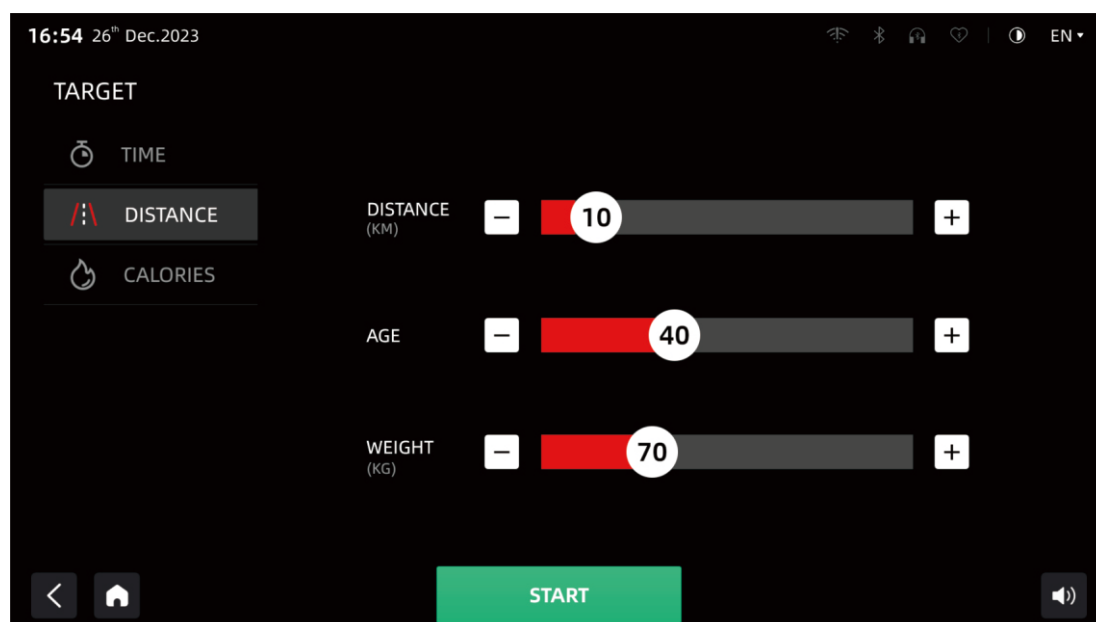 16:54 26th Dec.2023 EN
TARGET
TIME
DISTANCE
CALORIES
DISTANCE 10
(KM)
AGE 40
WEIGHT 70
(KG)
START